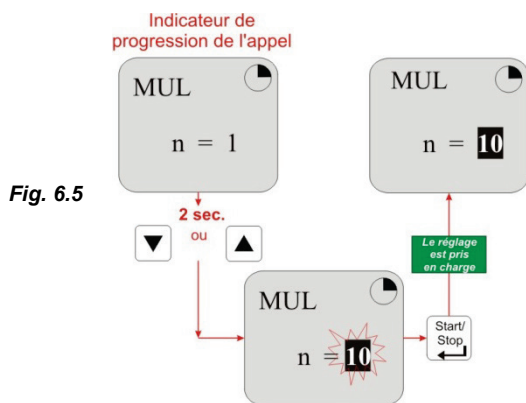 Indicateur de
progression de l'appel
MUL
n = 1
MUL
n = 10
Fig. 6.5
2 sec.
ou
Le réglage
est pris
en charge
MUL
n = 10
Start/
Stop